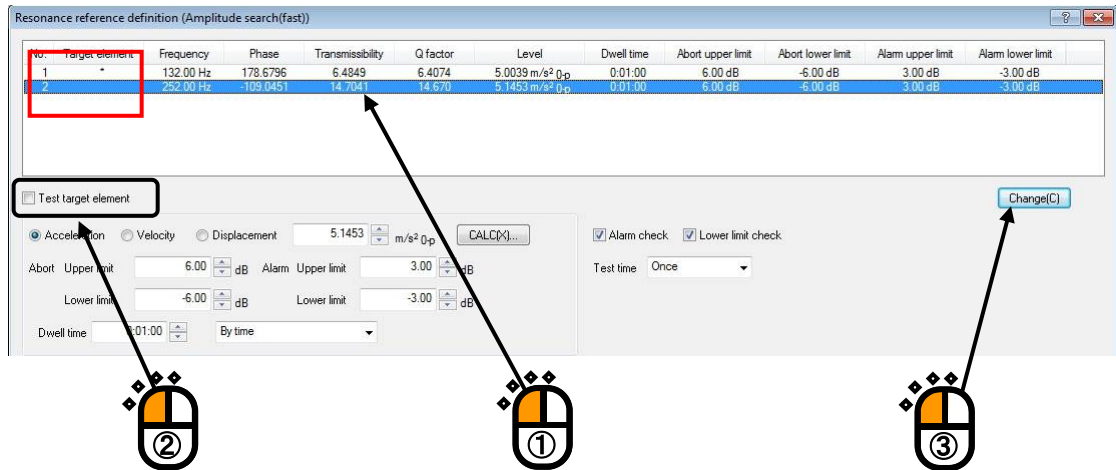 Resonance reference definition (Amplitude search(fast))
No. Target element Frequency Phase Transmissibility Q factor Level Dwell time Abort upper limit Abort lower limit Alarm upper limit Alarm lower limit
1 * 132.00 Hz 178.6796 6.4849 6.4074 5.0039 m/s² 0-p 0:01:00 6.00 dB -6.00 dB 3.00 dB -3.00 dB
2 252.00 Hz -109.0451 14.7041 14.670 5.1453 m/s² 0-p 0:01:00 6.00 dB -6.00 dB 3.00 dB -3.00 dB
Test target element Change(C)
Acceleration Velocity Displacement 5.1453 m/s² 0-p CALC(X)... Alarm check Lower limit check
Abort Upper limit 6.00 dB Alarm Upper limit 3.00 dB Test time Once
Lower limit -6.00 dB Lower limit -3.00 dB
Dwell time 0:01:00 By time
② ① ③